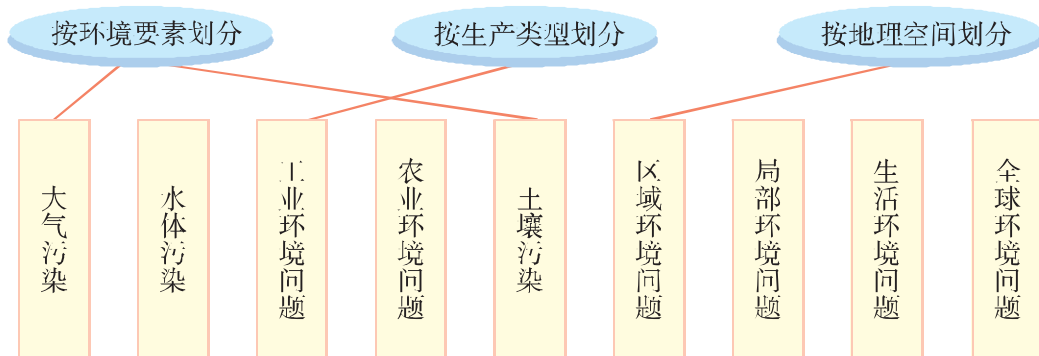 按环境要素划分
按生产类型划分
按地理空间划分
大气污染
水体污染
工业环境问题
农业环境问题
土壤污染
区域环境问题
局部环境问题
生活环境问题
全球环境问题